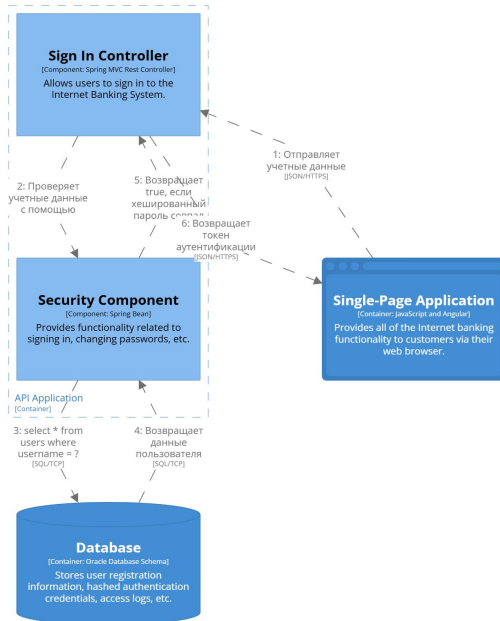 Sign In Controller
[Component: Spring MVC Rest Controller]
Allows users to sign in to the
Internet Banking System.
1: Отправляет
учетные данные
[JSON/HTTPS]
2: Проверяет
учетные данные
с помощью
5: Возвращает
true, если
хешированный
пароль совпал
6: Возвращает
токен
аутентификации
[JSON/HTTPS]
Security Component
[Component: Spring Bean]
Provides functionality related to
signing in, changing passwords, etc.
Single-Page Application
[Container: JavaScript and Angular]
Provides all of the Internet banking
functionality to customers via their
web browser.
API Application
[Container]
3: select * from
users where
username = ?
[SQL/TCP]
4: Возвращает
данные
пользователя
[SQL/TCP]
Database
[Container: Oracle Database Schema]
Stores user registration
information, hashed authentication
credentials, access logs, etc.